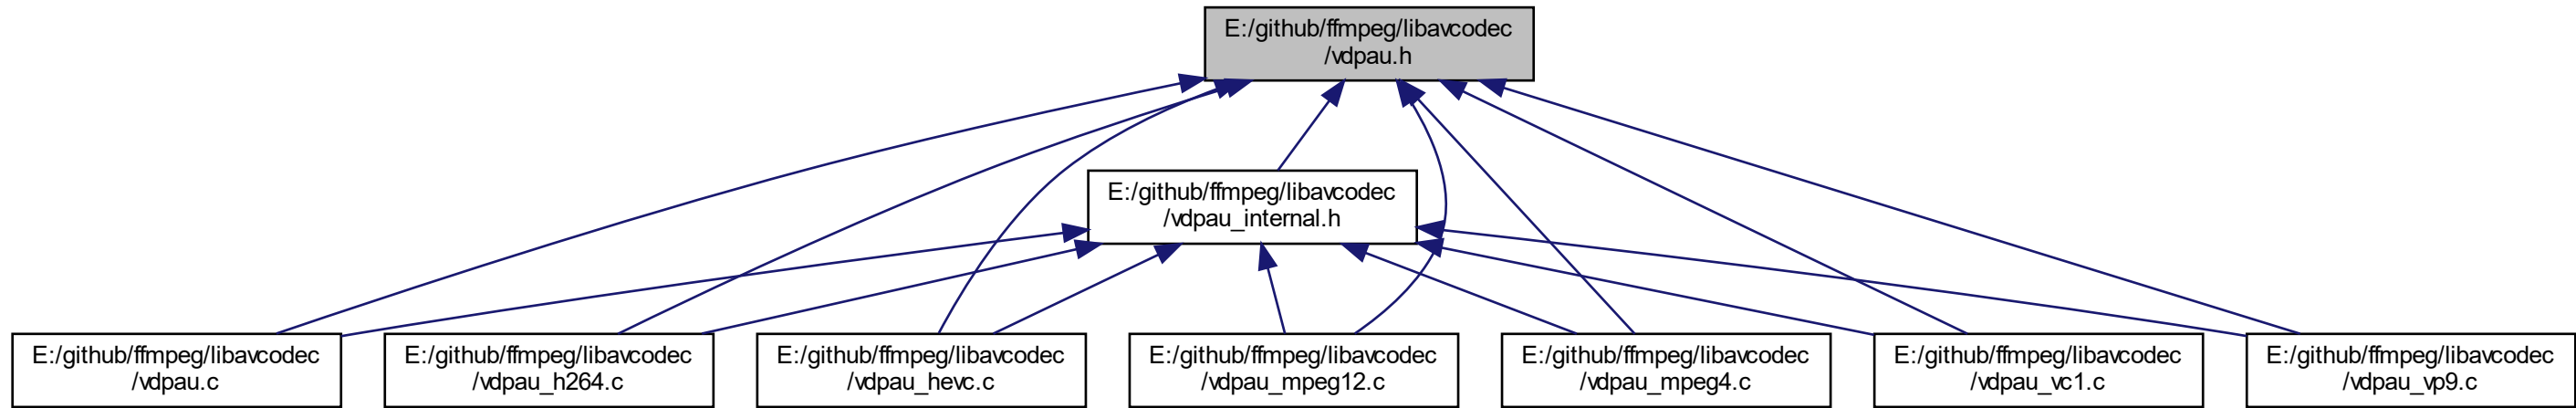 E:/github/ffmpeg/libavcodec
/vdpau.h
E:/github/ffmpeg/libavcodec
/vdpau_internal.h
E:/github/ffmpeg/libavcodec
/vdpau.c
E:/github/ffmpeg/libavcodec
/vdpau_h264.c
E:/github/ffmpeg/libavcodec
/vdpau_hevc.c
E:/github/ffmpeg/libavcodec
/vdpau_mpeg12.c
E:/github/ffmpeg/libavcodec
/vdpau_mpeg4.c
E:/github/ffmpeg/libavcodec
/vdpau_vc1.c
E:/github/ffmpeg/libavcodec
/vdpau_vp9.c